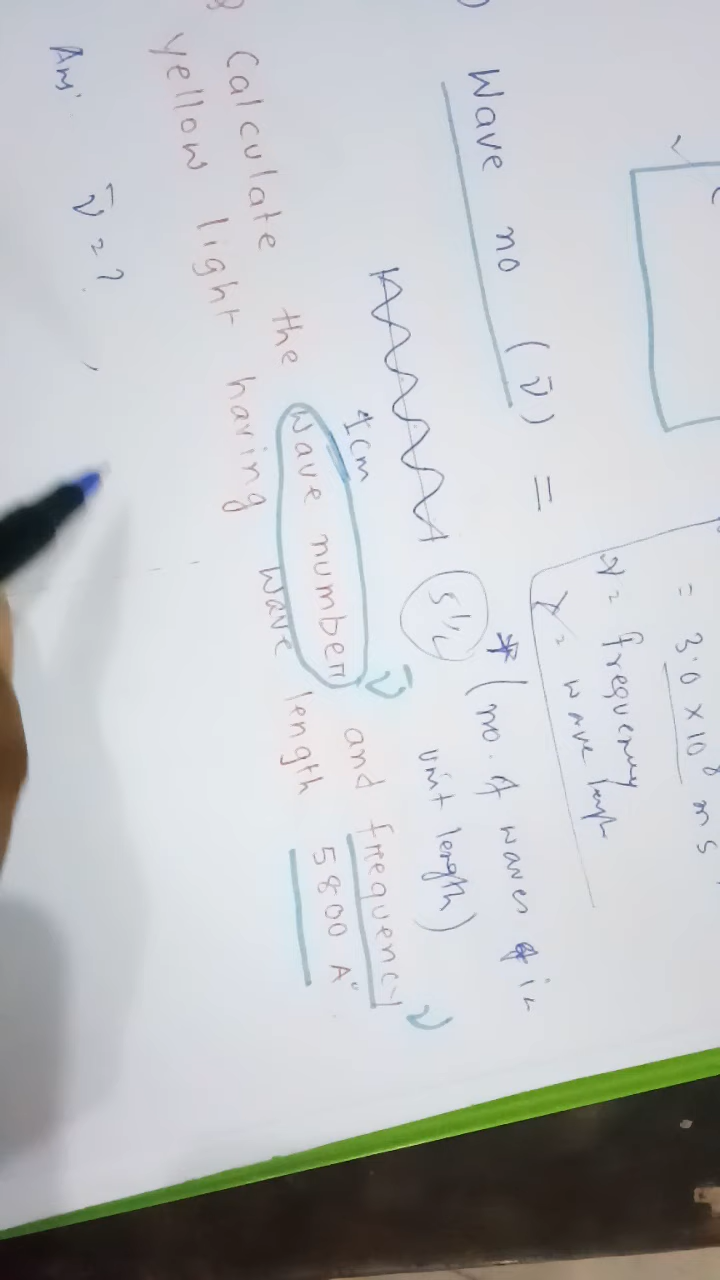 = 3.0 × 10⁸ ms
ν = frequency
λ = wave
) Wave no (ν̄) = * (no. of waves in
unit length)
1cm
Q Calculate the wave number ν̄ and frequency ν
yellow light having wave length 5800 A°.
Ans. ν̄ = ? ,